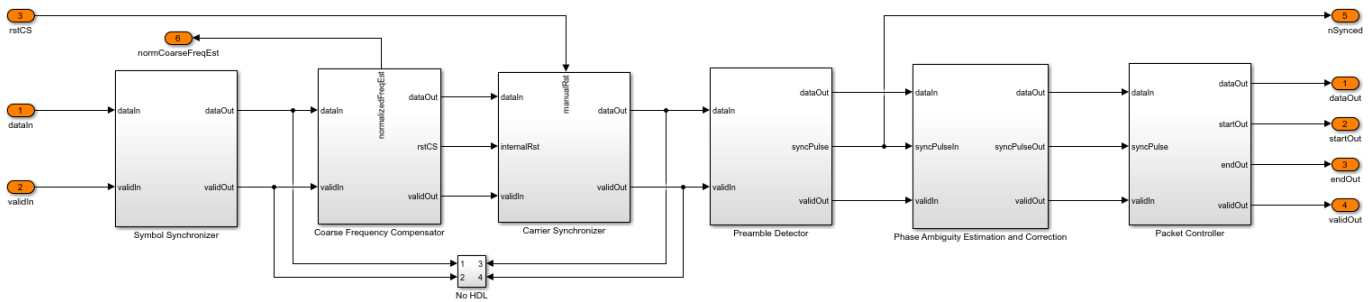 3
rstCS
6
normCoarseFreqEst
1
dataIn
2
validIn
dataIn
validIn
dataOut
validOut
Symbol Synchronizer
dataIn
validIn
normalizedFreqEst
dataOut
rstCS
validOut
Coarse Frequency Compensator
dataIn
internalRst
validIn
manualRst
dataOut
validOut
Carrier Synchronizer
1 3
2 4
No HDL
dataIn
validIn
dataOut
syncPulse
validOut
Preamble Detector
dataIn
syncPulseIn
validIn
dataOut
syncPulseOut
validOut
Phase Ambiguity Estimation and Correction
dataIn
syncPulse
validIn
dataOut
startOut
endOut
validOut
Packet Controller
5
nSynced
1
dataOut
2
startOut
3
endOut
4
validOut